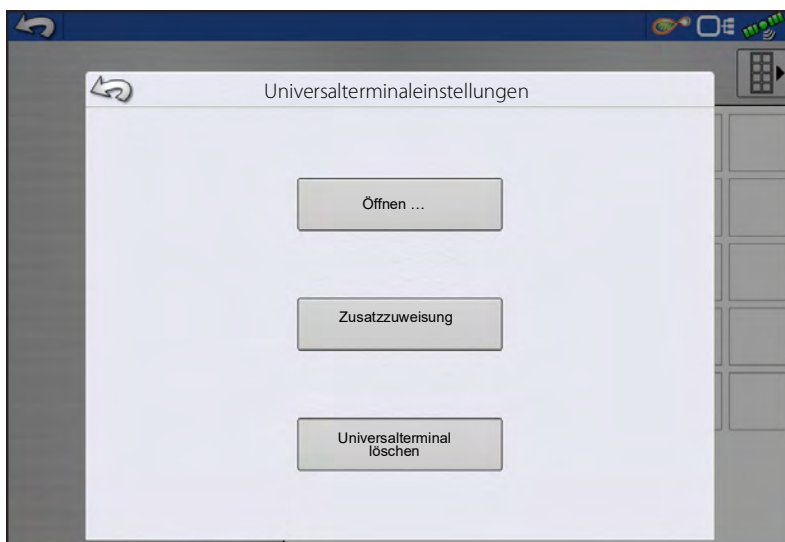 Universalterminaleinstellungen
Öffnen …
Zusatzzuweisung
Universalterminal
löschen